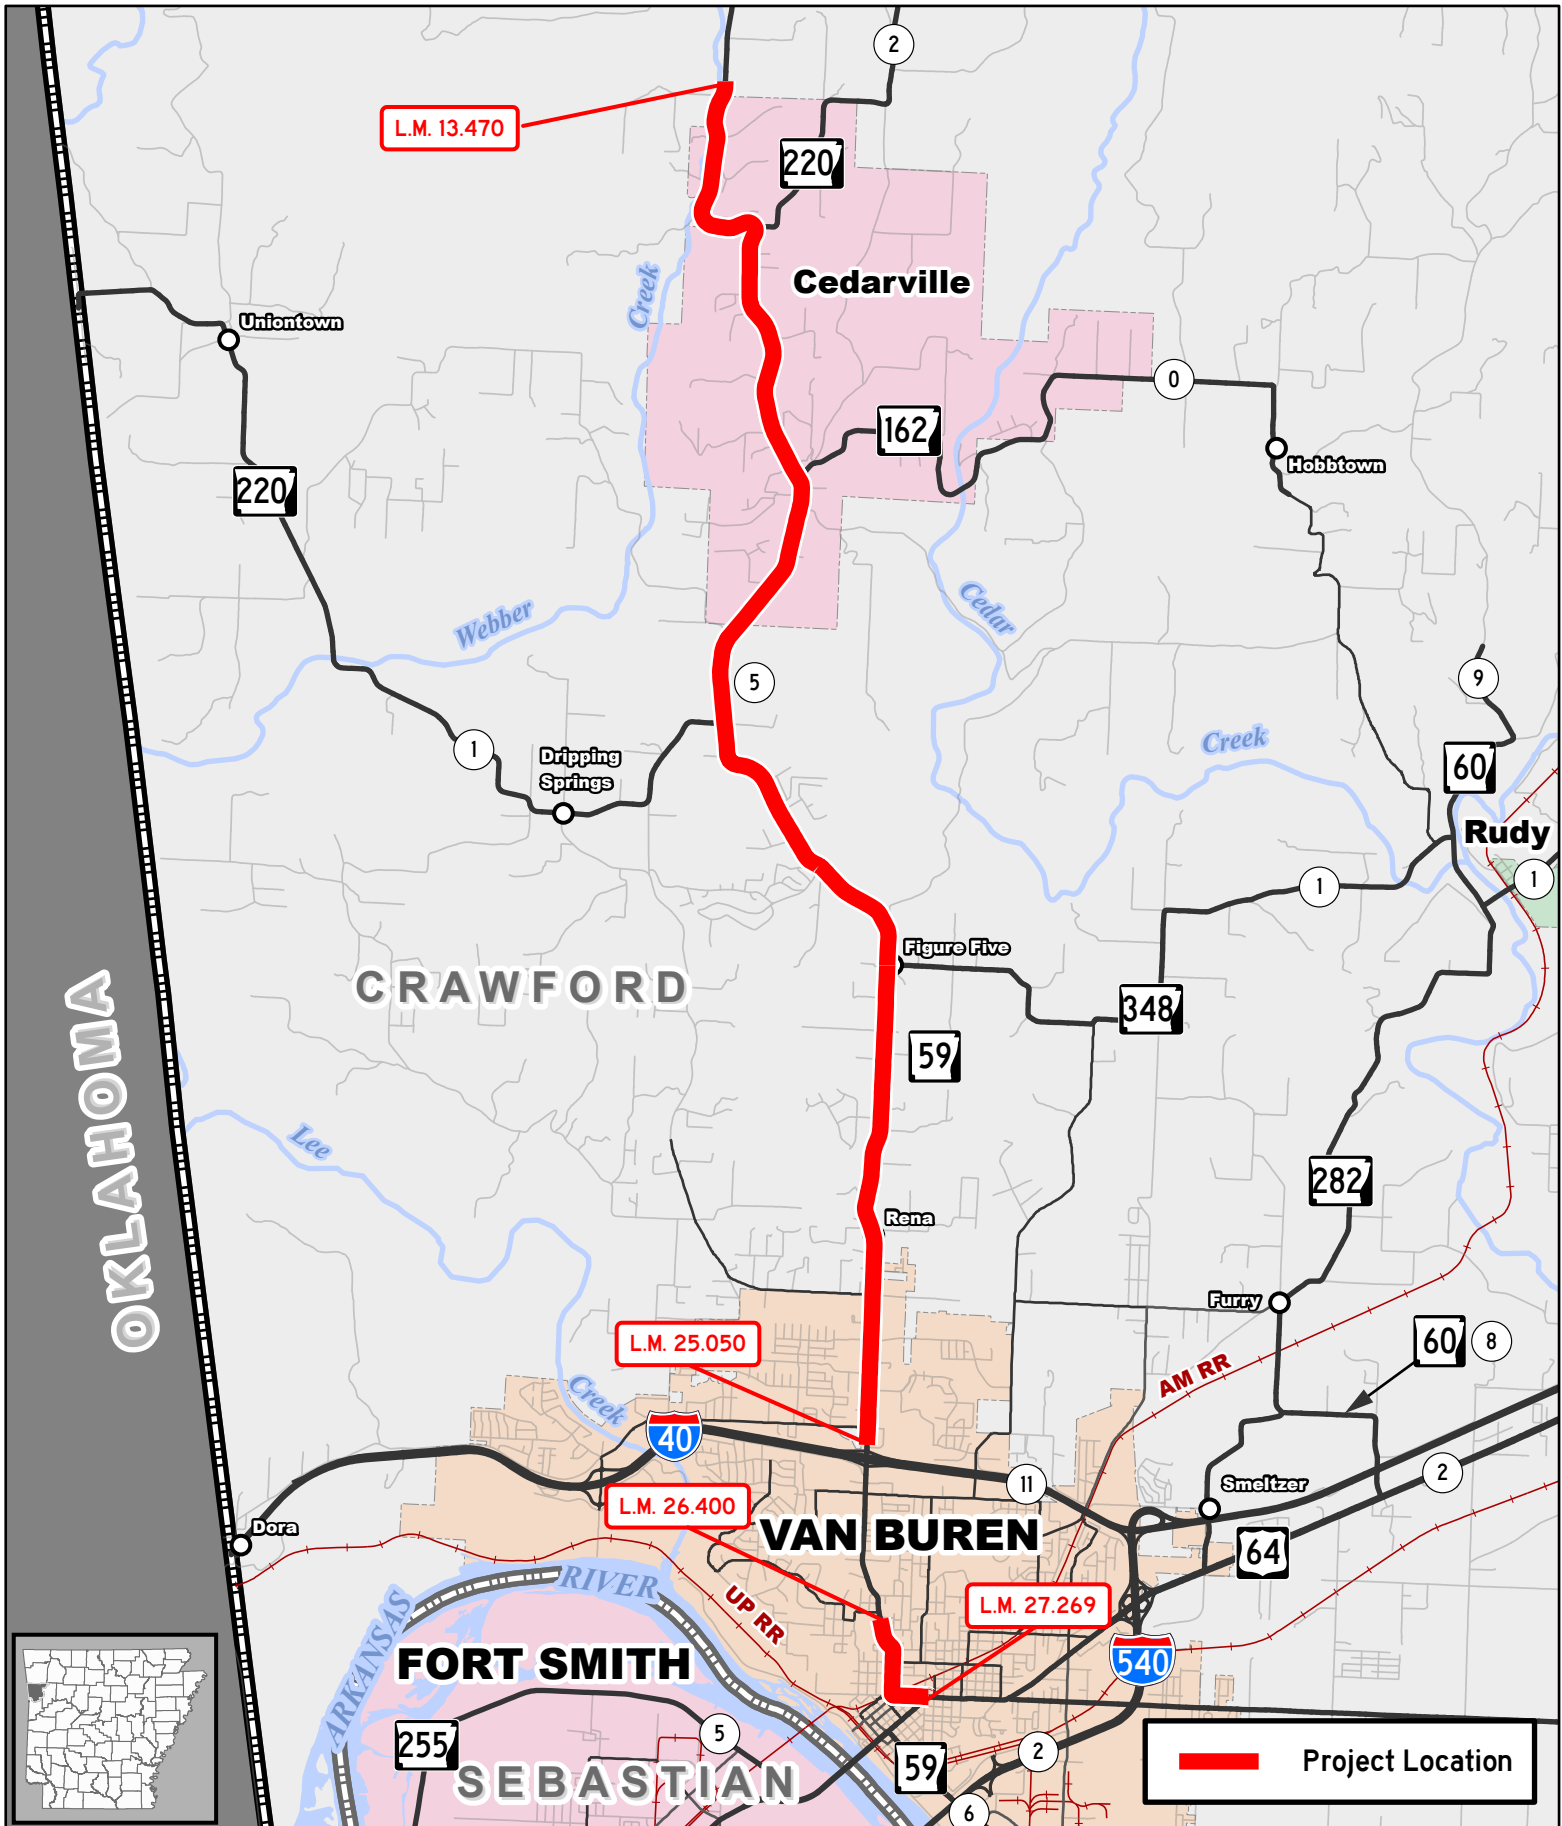 2
L.M. 13.470
220
Cedarville
Creek
Uniontown
0
162
Hobbtown
220
Webber
Cedar
5
9
1
Dripping
Springs
Creek
60
Rudy
1
1
Figure Five
CRAWFORD
348
59
OKLAHOMA
Lee
282
Rena
Furry
L.M. 25.050
60
8
AM RR
Creek
40
11
2
Smeltzer
L.M. 26.400
VAN BUREN
Dora
64
RIVER
UP RR
L.M. 27.269
ARKANSAS
FORT SMITH
540
255
5
59
2
SEBASTIAN
6
Project Location